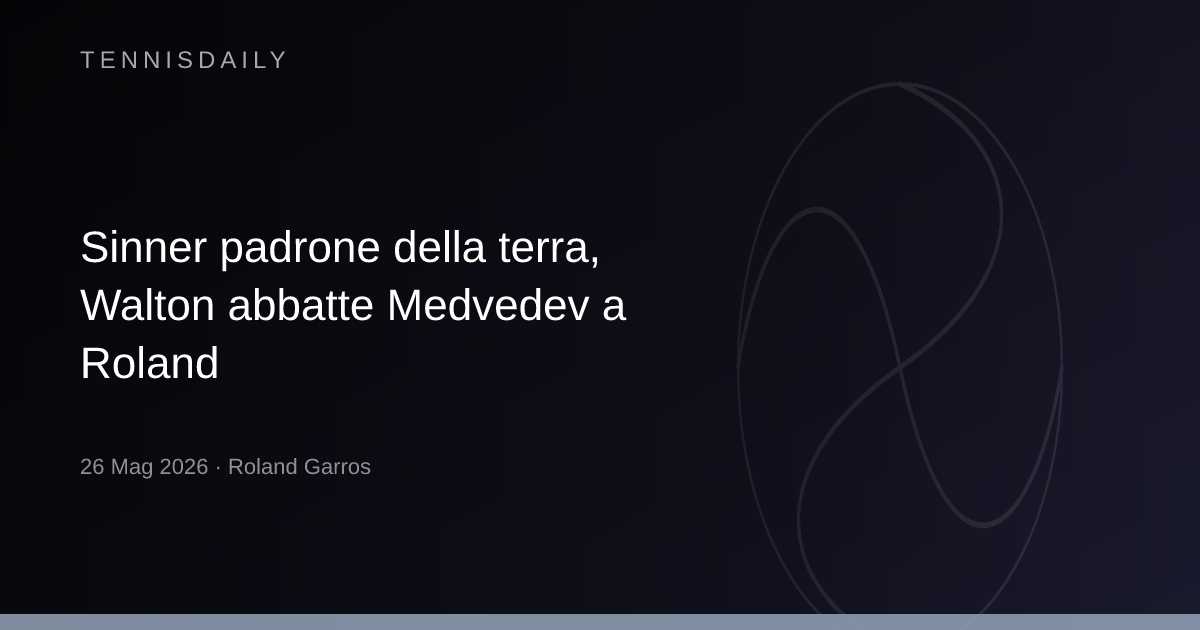 TENNISDAILY
Sinner padrone della terra,
Walton abbatte Medvedev a
Roland
26 Mag 2026 · Roland Garros